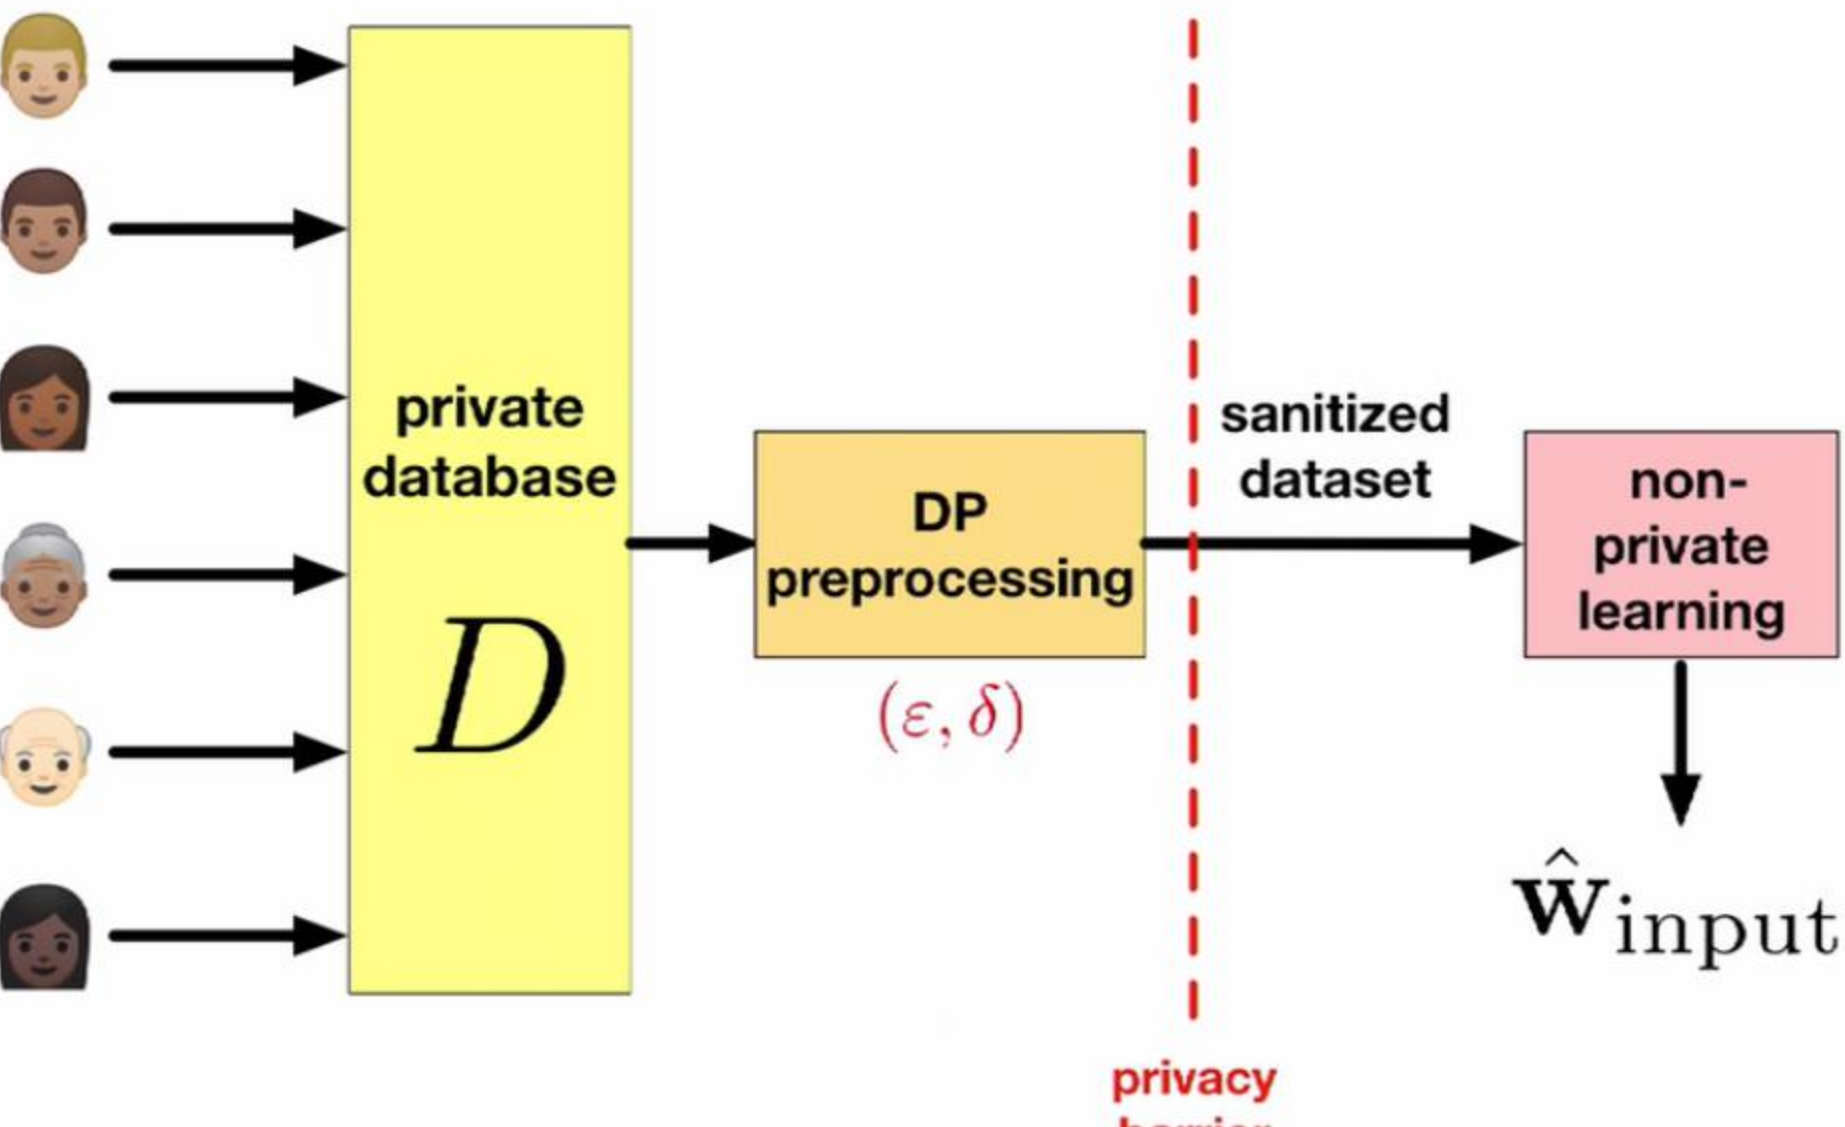 private
database
D
DP
preprocessing
(ε, δ)
sanitized
dataset
non-
private
learning
ŵinput
privacy